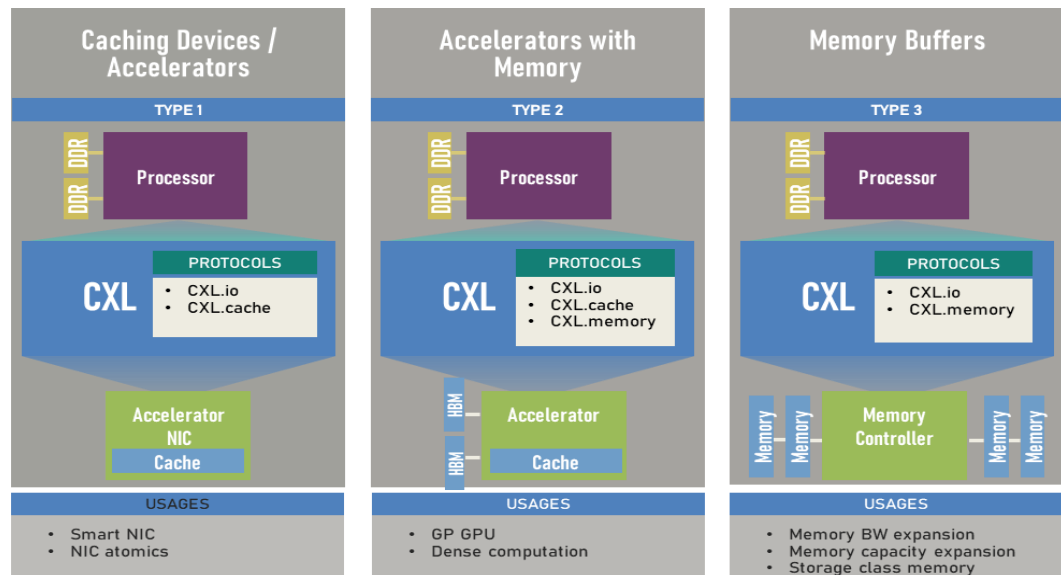 Caching Devices /
Accelerators
TYPE 1
DDR
DDR
Processor
CXL
PROTOCOLS
• CXL.io
• CXL.cache
Accelerator
NIC
Cache
USAGES
• Smart NIC
• NIC atomics
Accelerators with
Memory
TYPE 2
DDR
DDR
Processor
CXL
PROTOCOLS
• CXL.io
• CXL.cache
• CXL.memory
HBM
HBM
Accelerator
Cache
USAGES
• GP GPU
• Dense computation
Memory Buffers
TYPE 3
DDR
DDR
Processor
CXL
PROTOCOLS
• CXL.io
• CXL.memory
Memory
Memory
Memory
Controller
Memory
Memory
USAGES
• Memory BW expansion
• Memory capacity expansion
• Storage class memory